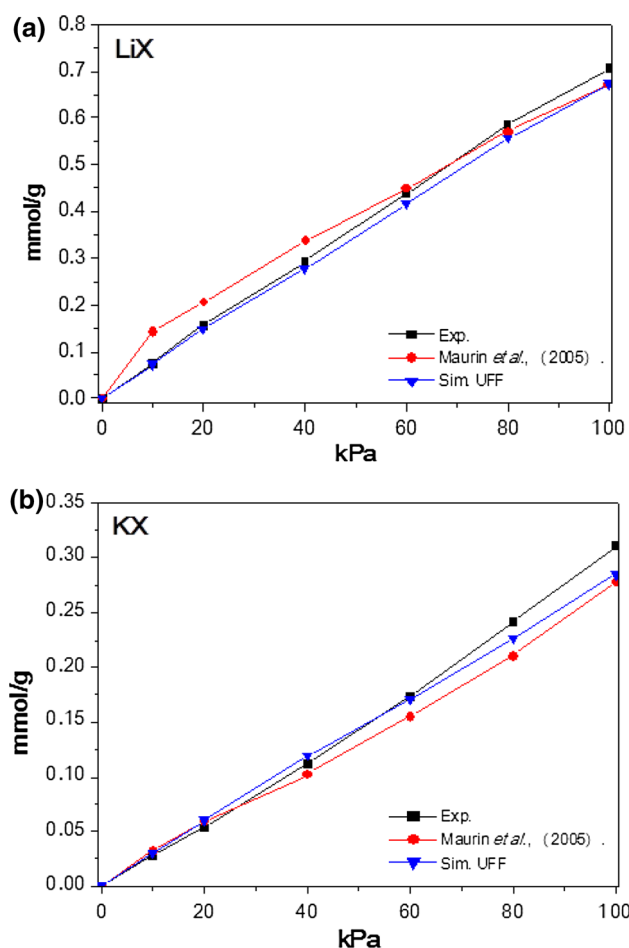 (a)
LiX
mmol/g
0.8
0.7
0.6
0.5
0.4
0.3
0.2
0.1
0.0
Exp.
Maurin et al., (2005) .
Sim. UFF
0 20 40 60 80 100
kPa
(b)
KX
mmol/g
0.35
0.30
0.25
0.20
0.15
0.10
0.05
0.00
Exp.
Maurin et al., (2005) .
Sim. UFF
0 20 40 60 80 100
kPa